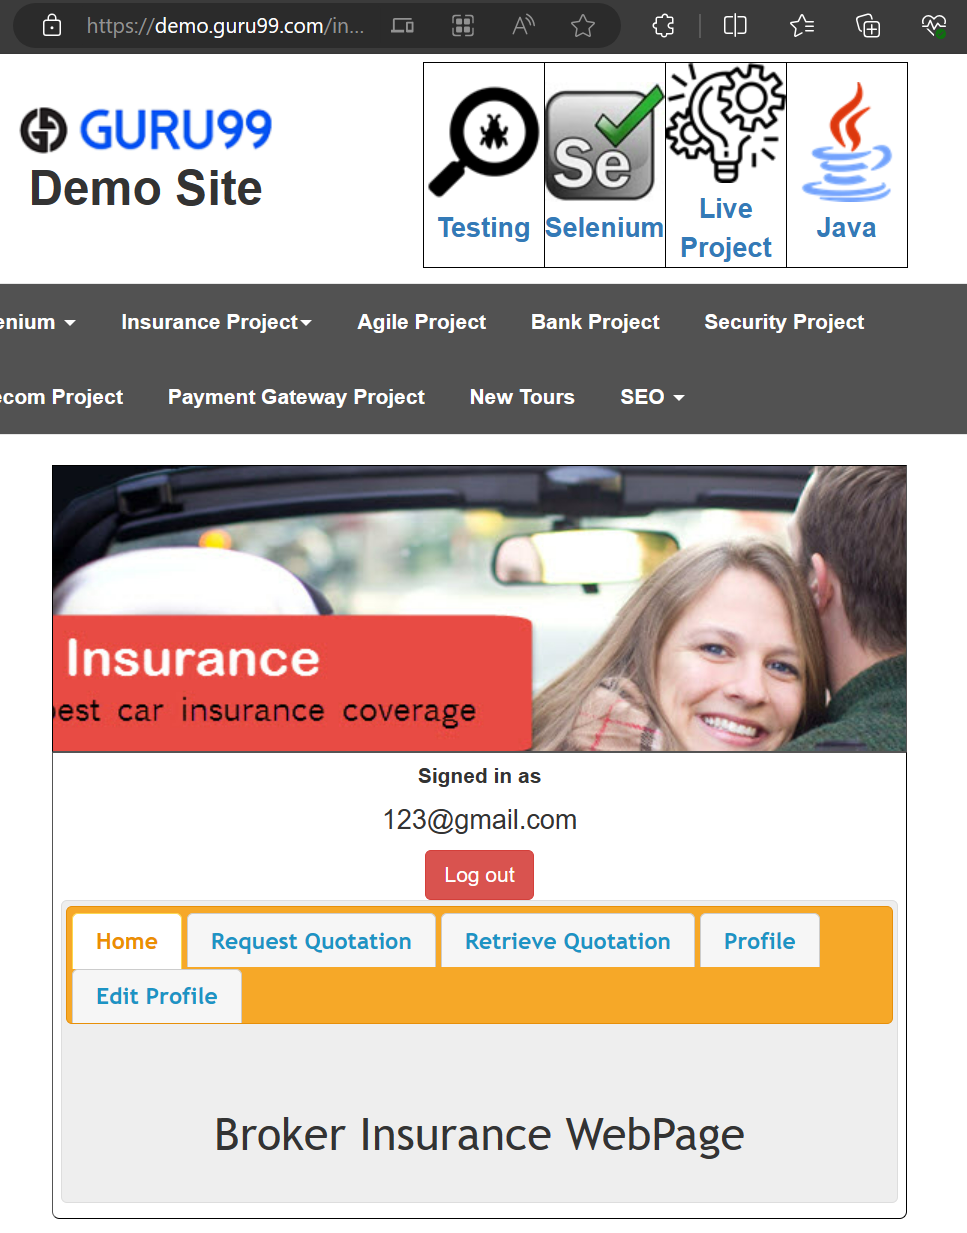 https://demo.guru99.com/in...
GURU99
Demo Site
Testing
Se
Selenium
Live
Project
Java
enium
Insurance Project
Agile Project
Bank Project
Security Project
ecom Project
Payment Gateway Project
New Tours
SEO
Insurance
est car insurance coverage
Signed in as
123@gmail.com
Log out
Home
Request Quotation
Retrieve Quotation
Profile
Edit Profile
Broker Insurance WebPage